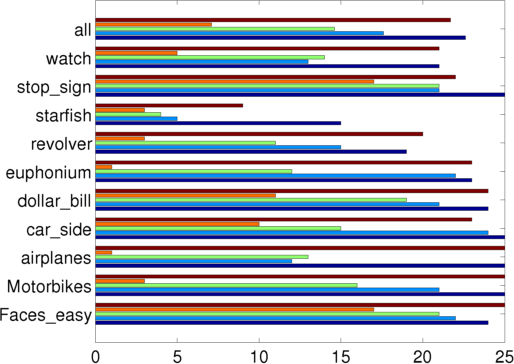 all
watch
stop_sign
starfish
revolver
euphonium
dollar_bill
car_side
airplanes
Motorbikes
Faces_easy
0 5 10 15 20 25